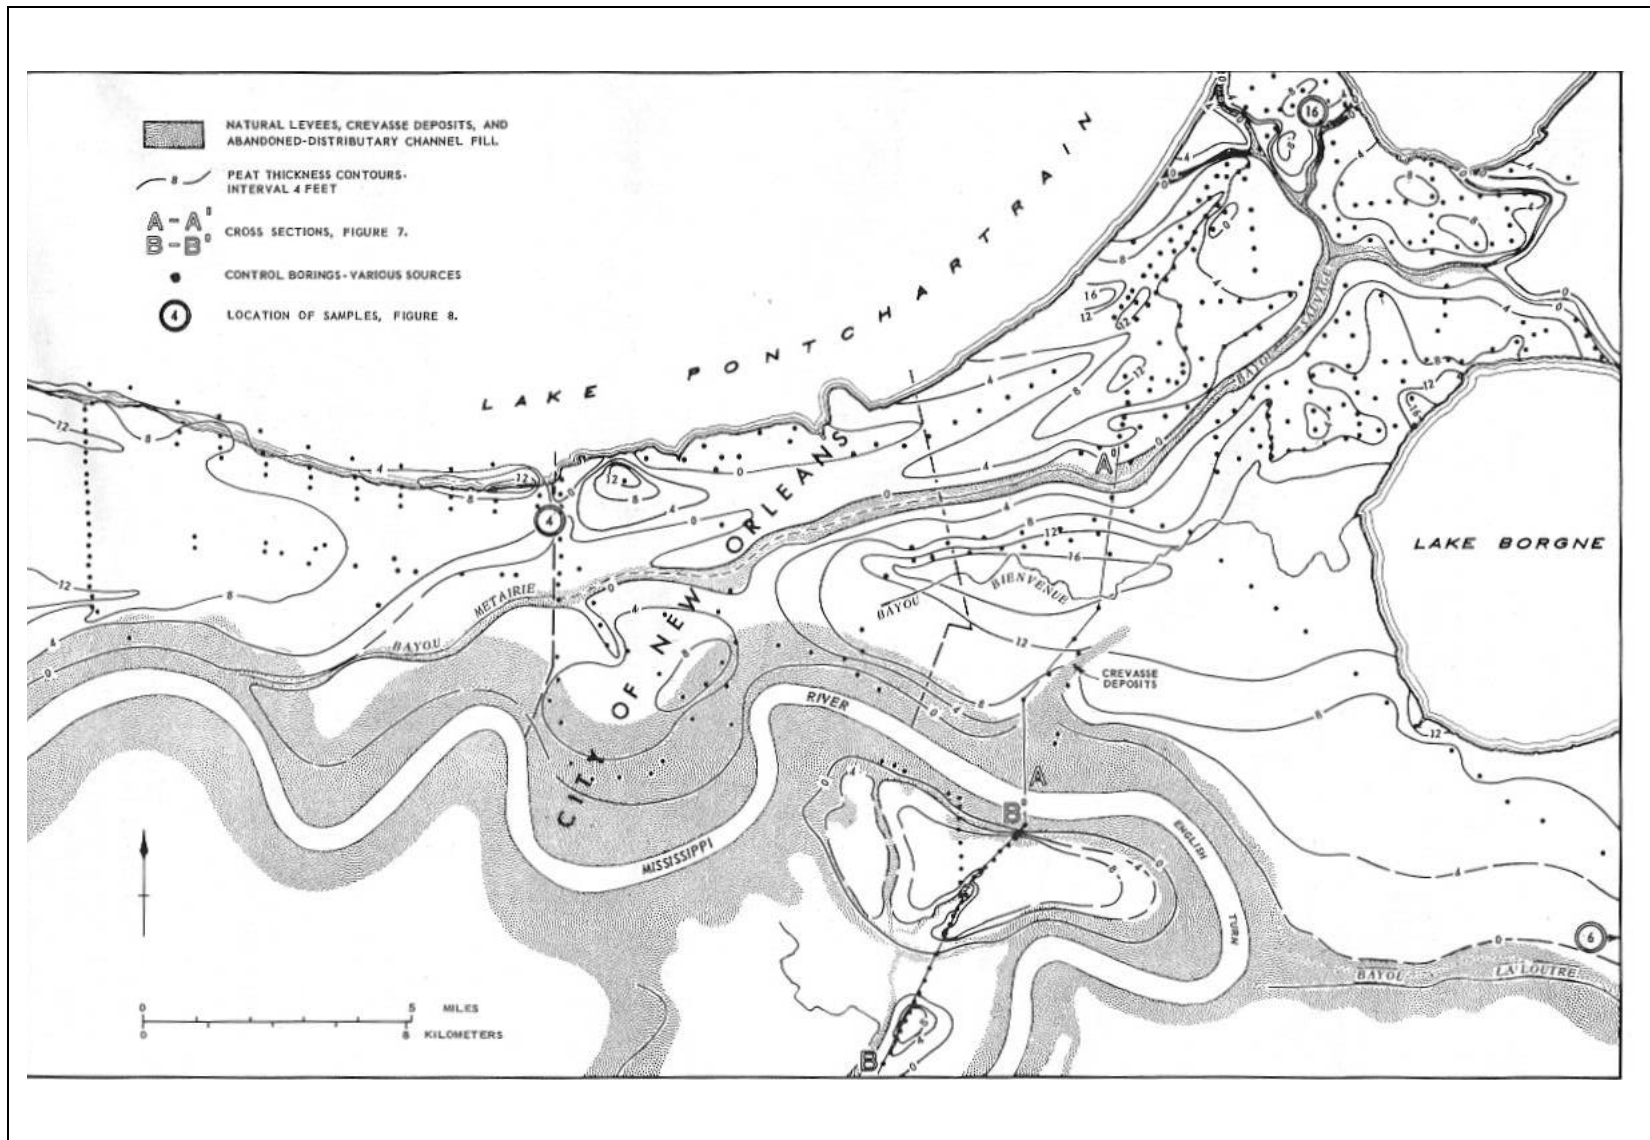 NATURAL LEVEES, CREVASSE DEPOSITS, AND
ABANDONED-DISTRIBUTARY CHANNEL FILL
8
PEAT THICKNESS CONTOURS-
INTERVAL 4 FEET
A - A'
B - B'
CROSS SECTIONS, FIGURE 7.
CONTROL BORINGS - VARIOUS SOURCES
4
LOCATION OF SAMPLES, FIGURE 8.
16
LAKE PONTCHARTRAIN
BAYOU SAUVAGE
CITY OF NEW ORLEANS
LAKE BORGNE
4
A'
BAYOU METAIRIE
BAYOU BIENVENUE
CREVASSE
DEPOSITS
MISSISSIPPI RIVER
A
B'
ENGLISH TURN
6
BAYOU LA LOUTRE
B
0 5 MILES
0 8 KILOMETERS